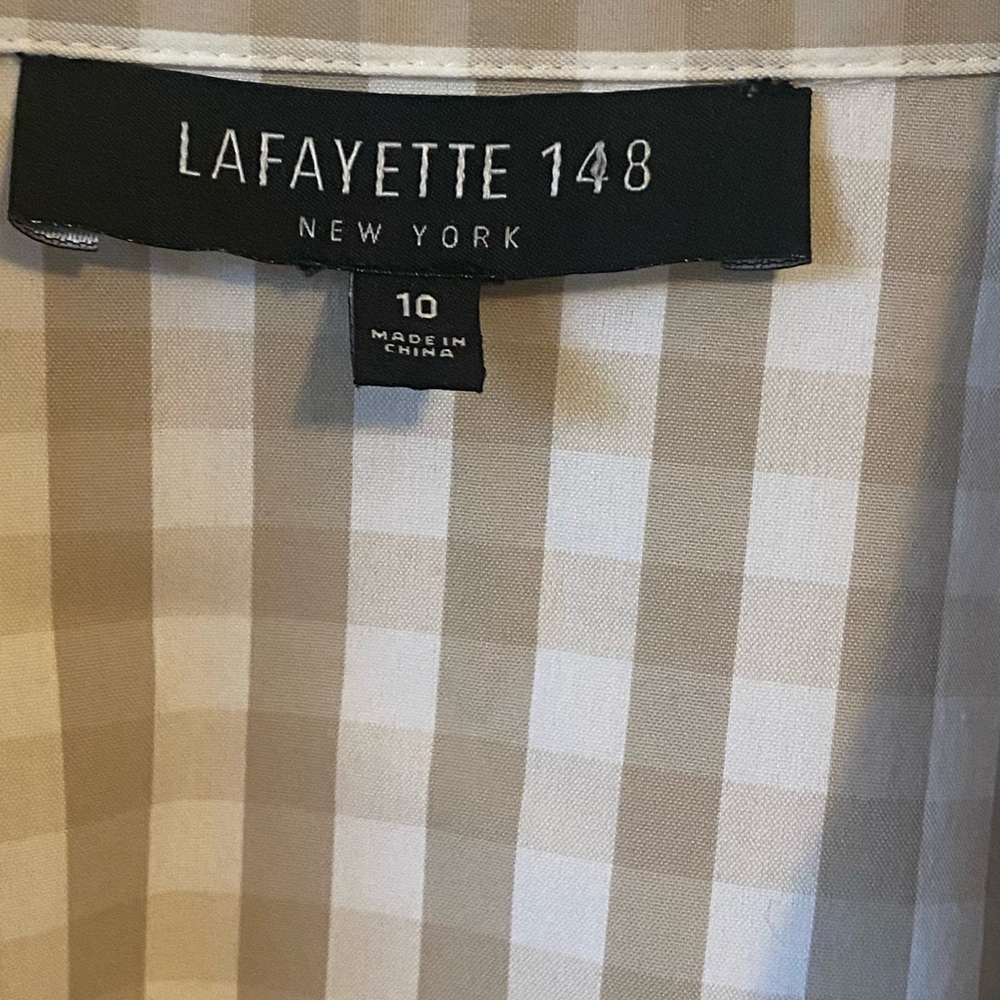 LAFAYETTE 148
NEW YORK
10
MADE IN
CHINA